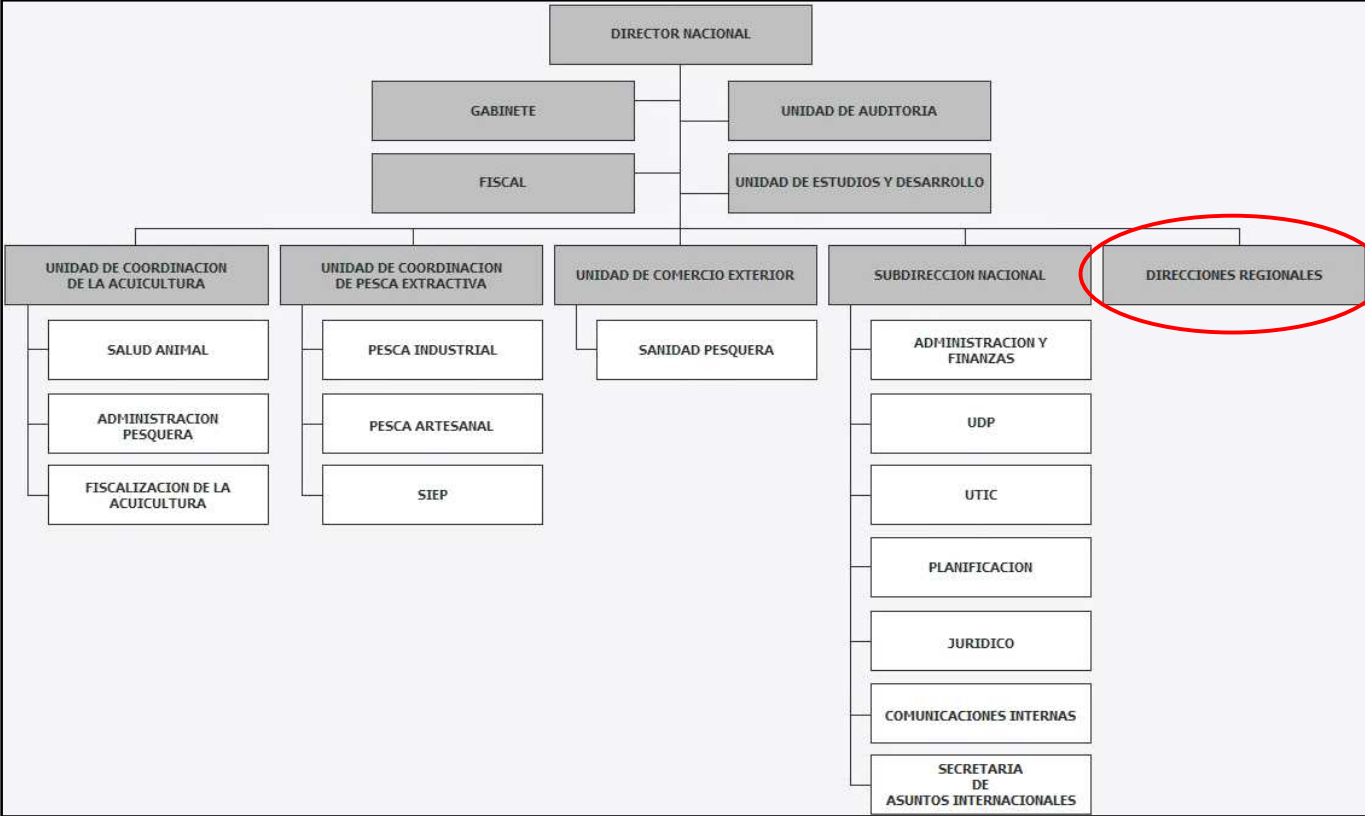 DIRECTOR NACIONAL
GABINETE
UNIDAD DE AUDITORIA
FISCAL
UNIDAD DE ESTUDIOS Y DESARROLLO
UNIDAD DE COORDINACION
DE LA ACUICULTURA
UNIDAD DE COORDINACION
DE PESCA EXTRACTIVA
UNIDAD DE COMERCIO EXTERIOR
SUBDIRECCION NACIONAL
DIRECCIONES REGIONALES
SALUD ANIMAL
ADMINISTRACION
PESQUERA
FISCALIZACION DE LA
ACUICULTURA
PESCA INDUSTRIAL
PESCA ARTESANAL
SIEP
SANIDAD PESQUERA
ADMINISTRACION Y
FINANZAS
UDP
UTIC
PLANIFICACION
JURIDICO
COMUNICACIONES INTERNAS
SECRETARIA
DE
ASUNTOS INTERNACIONALES